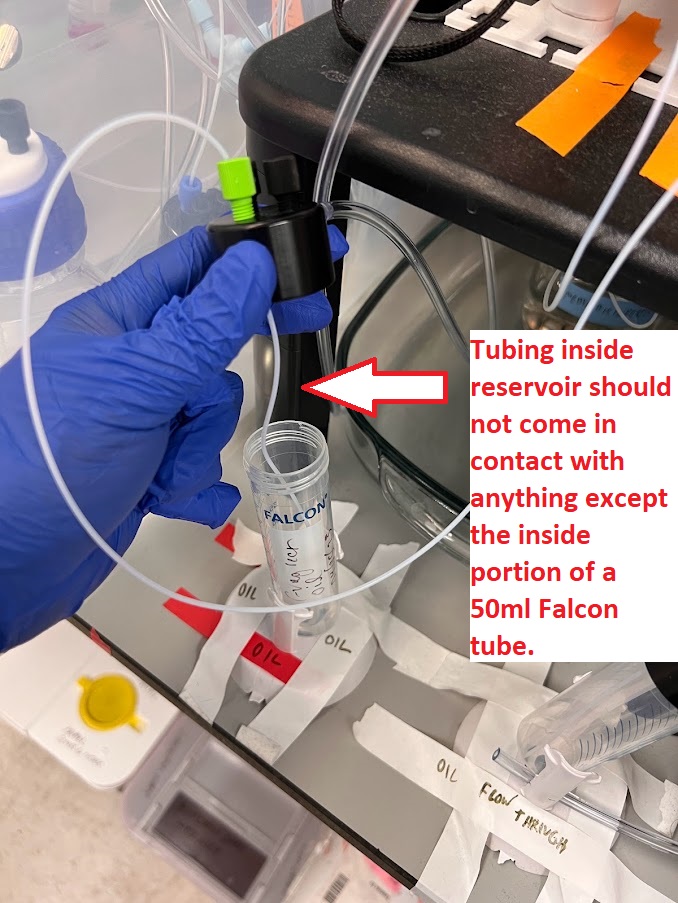 Tubing inside
reservoir should
not come in
contact with
anything except
the inside
portion of a
50ml Falcon
tube.
FALCON
OIL
OIL
OIL
OIL FLOW
THROUGH